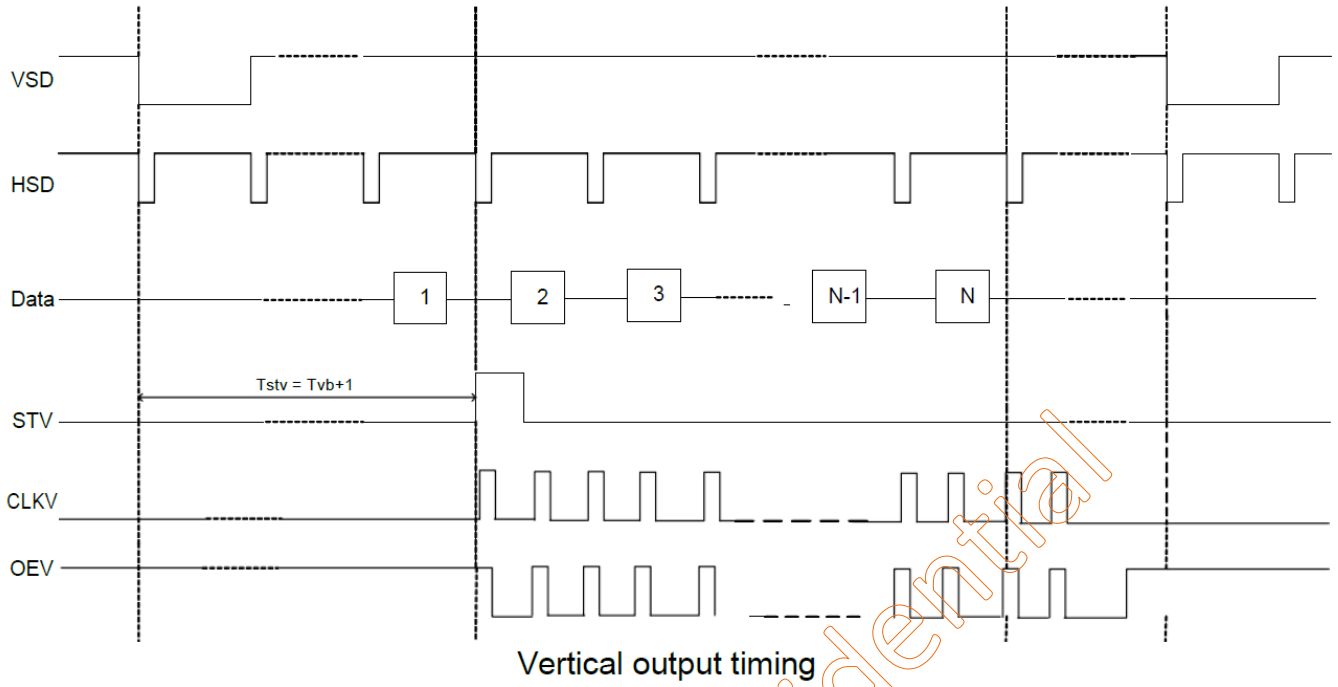 VSD
HSD
Data
1
2
3
N-1
N
Tstv = Tvb+1
STV
CLKV
OEV
Vertical output timing